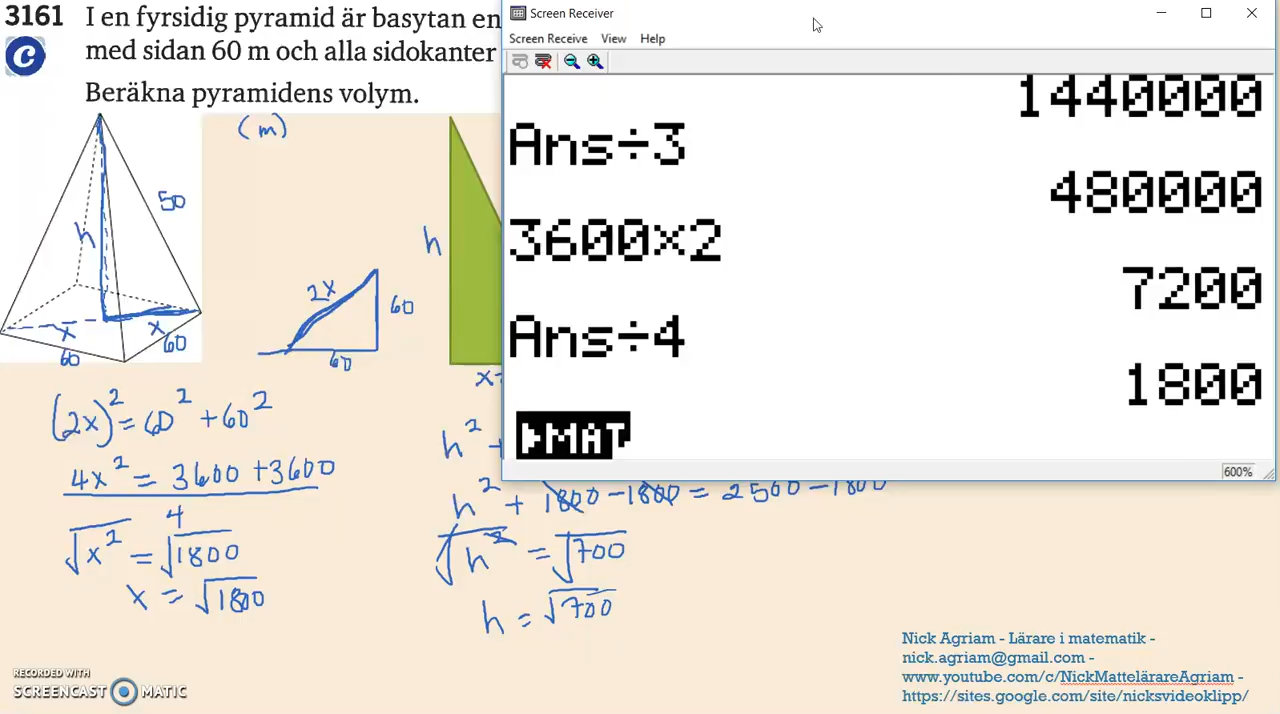 3161 I en fyrsidig pyramid är basytan en
C med sidan 60 m och alla sidokanter
Beräkna pyramidens volym.
(m)
50
h
x
x
60
60
2x
60
60
h
x=
(2x)² = 60² + 60²
4x² = 3600 + 3600
4
√x² = √1800
x = √1800
h² +
h² + 1800 - 1800 = 2500 - 1800
√h² = √700
h = √700
Screen Receiver
Screen Receive View Help
1440000
Ans÷3
480000
3600×2
7200
Ans÷4
1800
▶MAT
600%
Nick Agriam - Lärare i matematik -
nick.agriam@gmail.com -
www.youtube.com/c/NickMattelärareAgriam -
https://sites.google.com/site/nicksvideoklipp/
RECORDED WITH
SCREENCAST MATIC